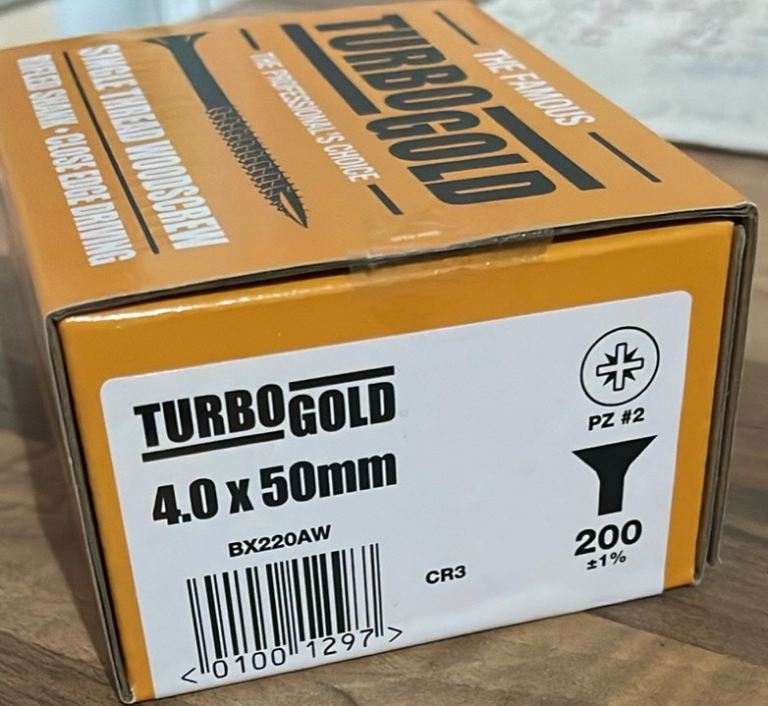 THE FAMOUS
TURBOGOLD
THE PROFESSIONAL'S CHOICE
SINGLE THREAD WOODSCREW
SHANK • CLOSE EDGE DRIVING
TURBOGOLD
4.0 x 50mm
BX220AW
<0100 1297>
CR3
PZ #2
200
±1%